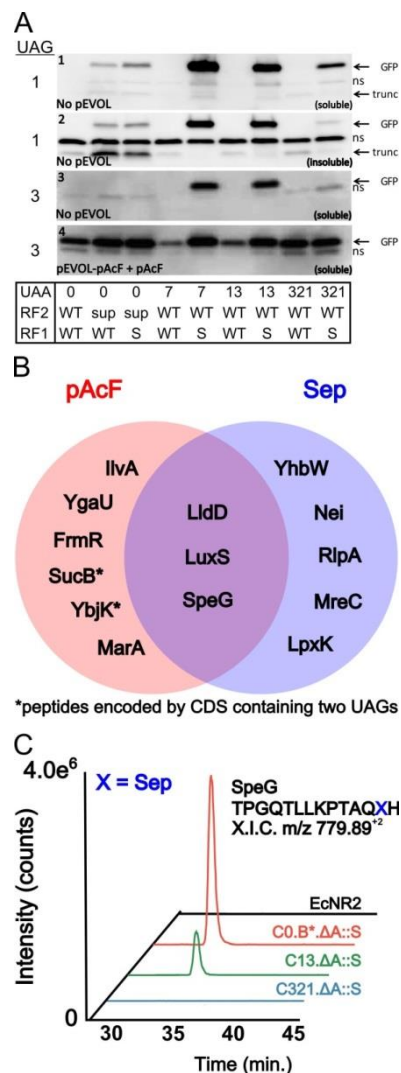 A
UAG
1
1 GFP
ns
trunc
No pEVOL (soluble)
1
2 GFP
ns
trunc
No pEVOL (insoluble)
3
3 GFP
ns
No pEVOL (soluble)
3
4 GFP
ns
pEVOL-pAcF + pAcF (soluble)
UAA 0 0 0 7 7 13 13 321 321
RF2 WT sup sup WT WT WT WT WT WT
RF1 WT WT S WT S WT S WT S
B
pAcF Sep
IlvA
YgaU
FrmR
SucB*
YbjK*
MarA
LldD
LuxS
SpeG
YhbW
Nei
RlpA
MreC
LpxK
*peptides encoded by CDS containing two UAGs
C
4.0e⁶
X = Sep
SpeG
TPGQTLLKPTAQXH
X.I.C. m/z 779.89⁺²
EcNR2
C0.B*.ΔA::S
C13.ΔA::S
C321.ΔA::S
Intensity (counts)
0
30 35 40 45
Time (min.)